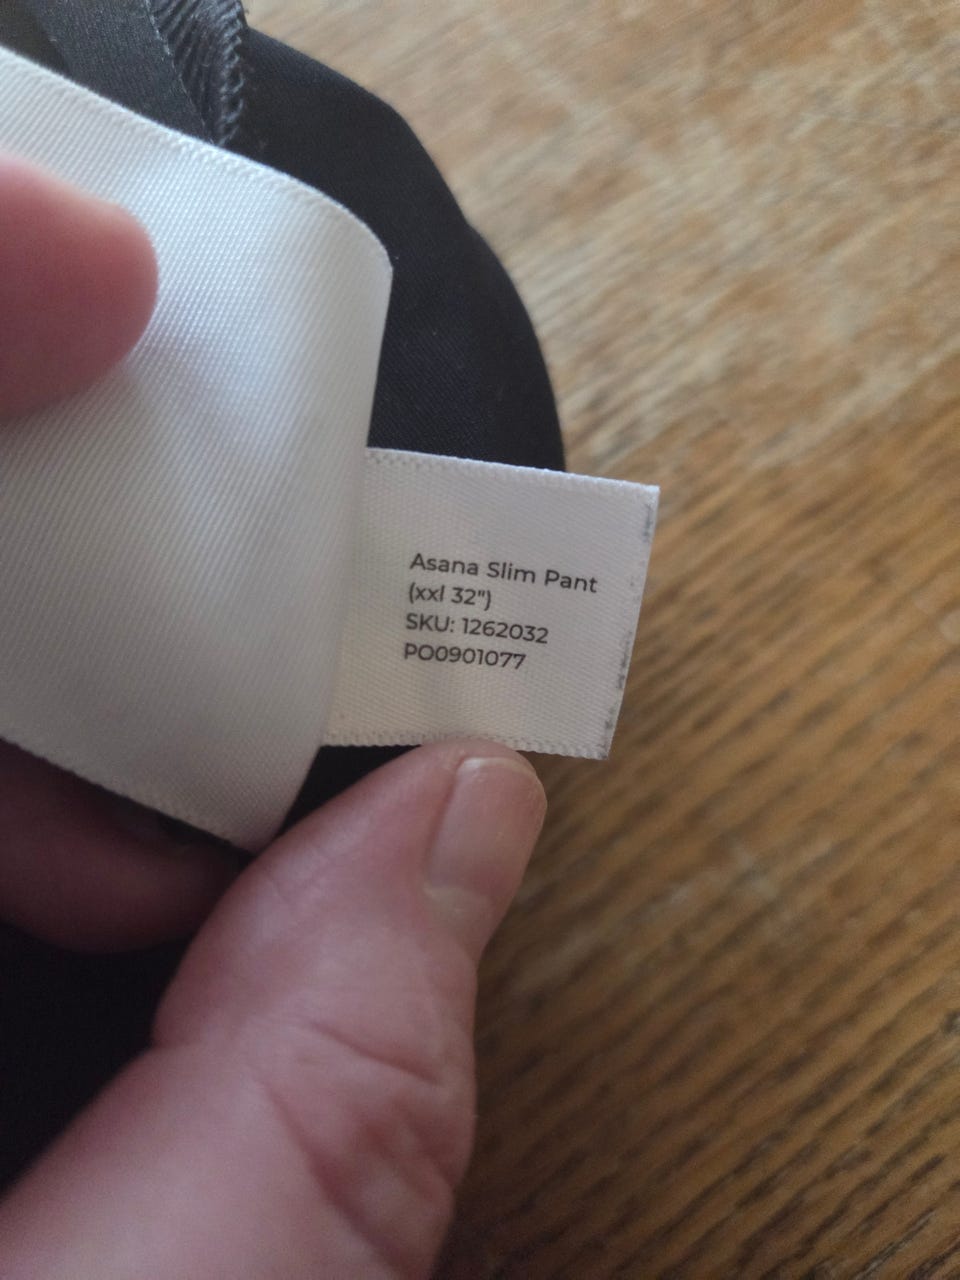 Asana Slim Pant
(xxl 32")
SKU: 1262032
PO0901077